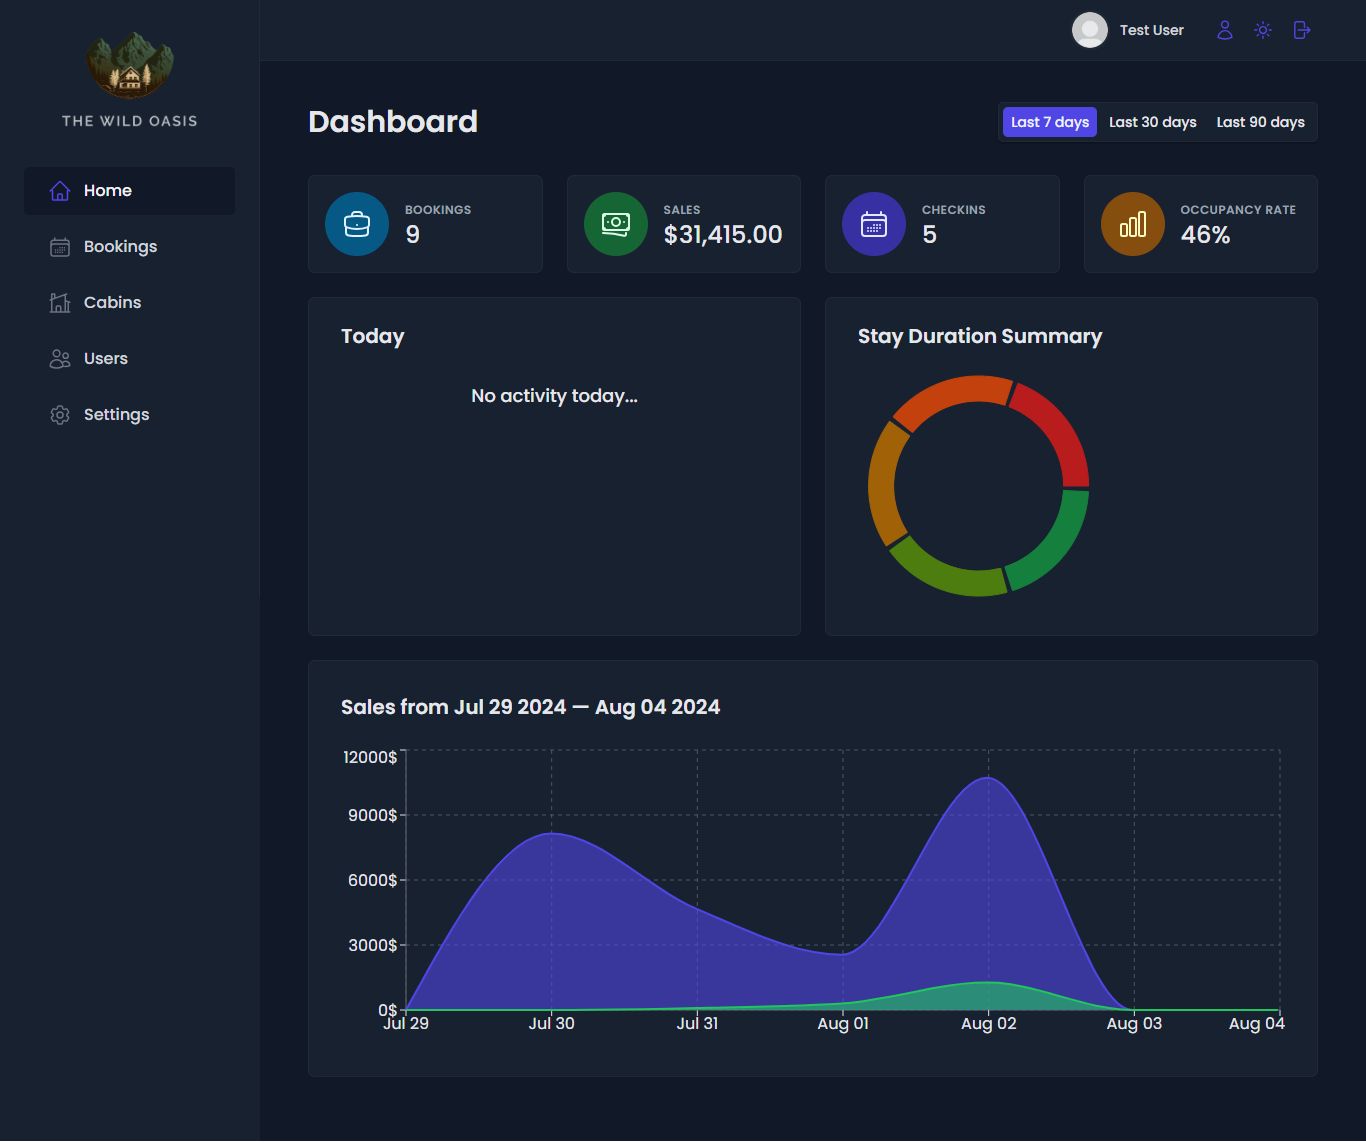 THE WILD OASIS
Home
Bookings
Cabins
Users
Settings
Test User
Dashboard
Last 7 days Last 30 days Last 90 days
BOOKINGS
9
SALES
$31,415.00
CHECKINS
5
OCCUPANCY RATE
46%
Today
No activity today...
Stay Duration Summary
Sales from Jul 29 2024 — Aug 04 2024
12000$
9000$
6000$
3000$
0$
Jul 29 Jul 30 Jul 31 Aug 01 Aug 02 Aug 03 Aug 04